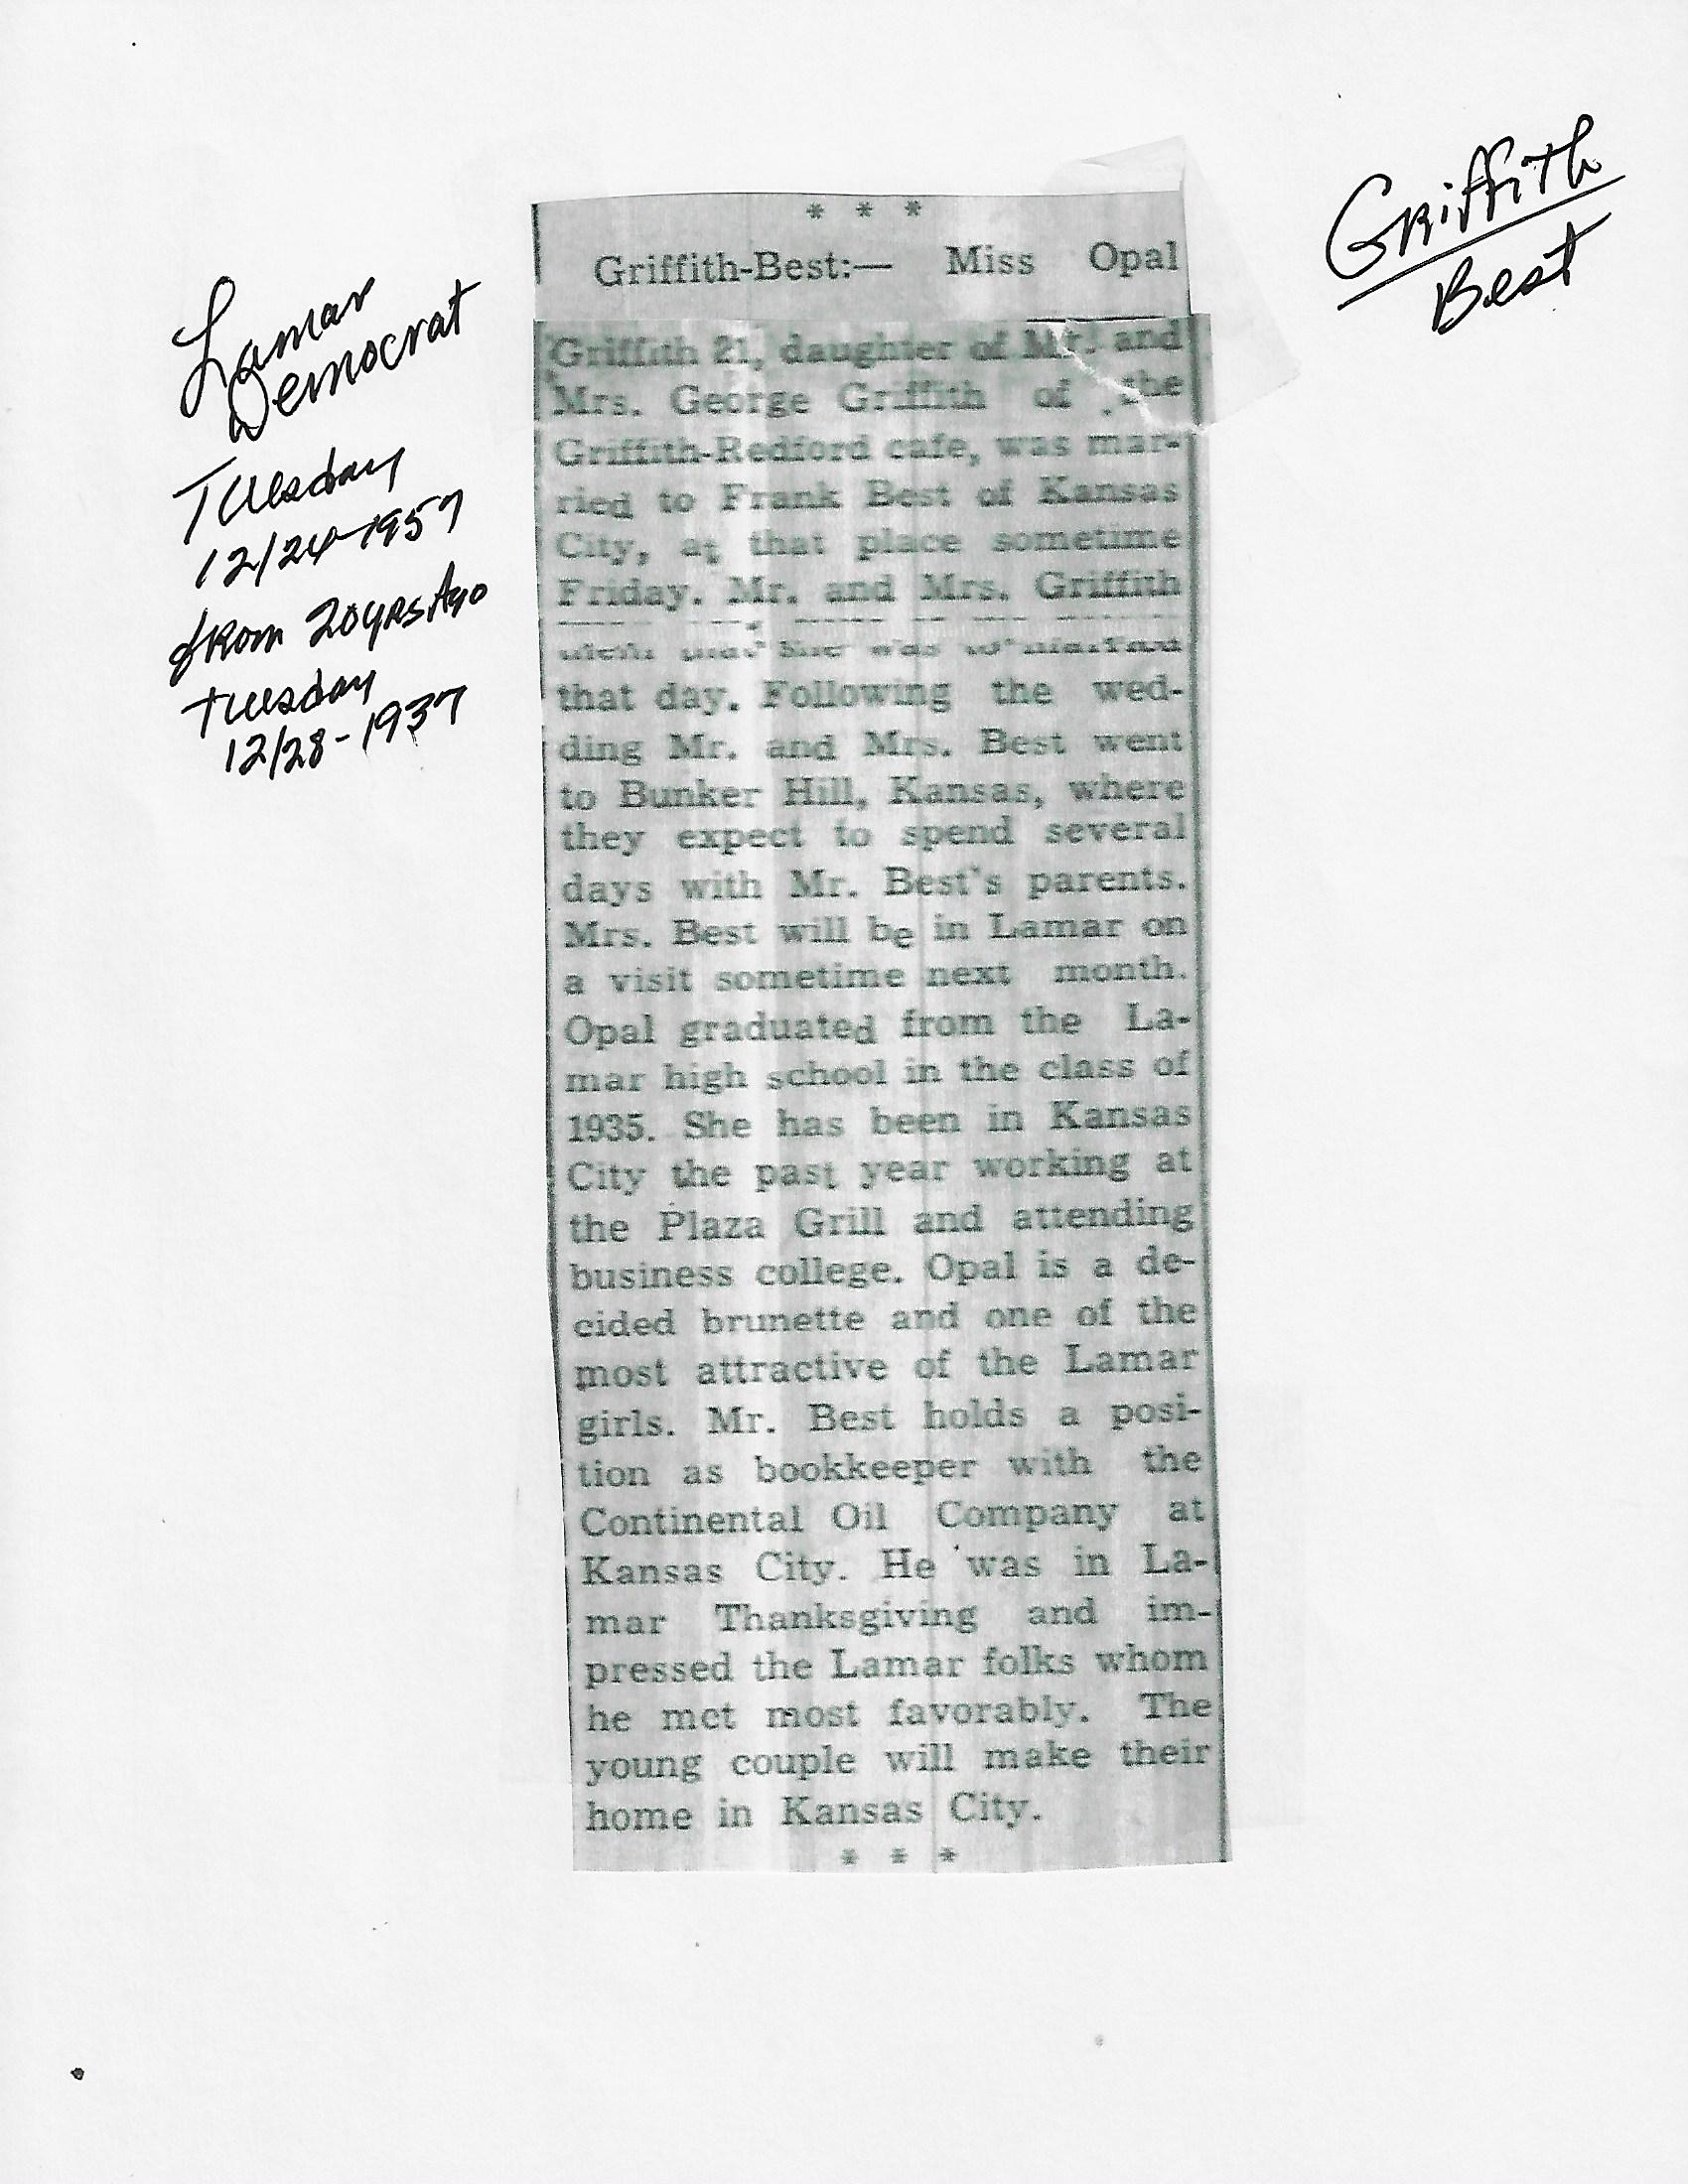 Griffith
Best
Lamar
Democrat
Tuesday
12/24-1957
from 20 yrs Ago
Tuesday
12/28-1937
* * *
Griffith-Best:— Miss Opal
Griffith 21, daughter of Mr. and
Mrs. George Griffith of the
Griffith-Redford cafe, was mar-
ried to Frank Best of Kansas
City, at that place sometime
Friday. Mr. and Mrs. Griffith
she was
that day. Following the wed-
ding Mr. and Mrs. Best went
to Bunker Hill, Kansas, where
they expect to spend several
days with Mr. Best's parents.
Mrs. Best will be in Lamar on
a visit sometime next month.
Opal graduated from the La-
mar high school in the class of
1935. She has been in Kansas
City the past year working at
the Plaza Grill and attending
business college. Opal is a de-
cided brunette and one of the
most attractive of the Lamar
girls. Mr. Best holds a posi-
tion as bookkeeper with the
Continental Oil Company at
Kansas City. He was in La-
mar Thanksgiving and im-
pressed the Lamar folks whom
he met most favorably. The
young couple will make their
home in Kansas City.
* * *